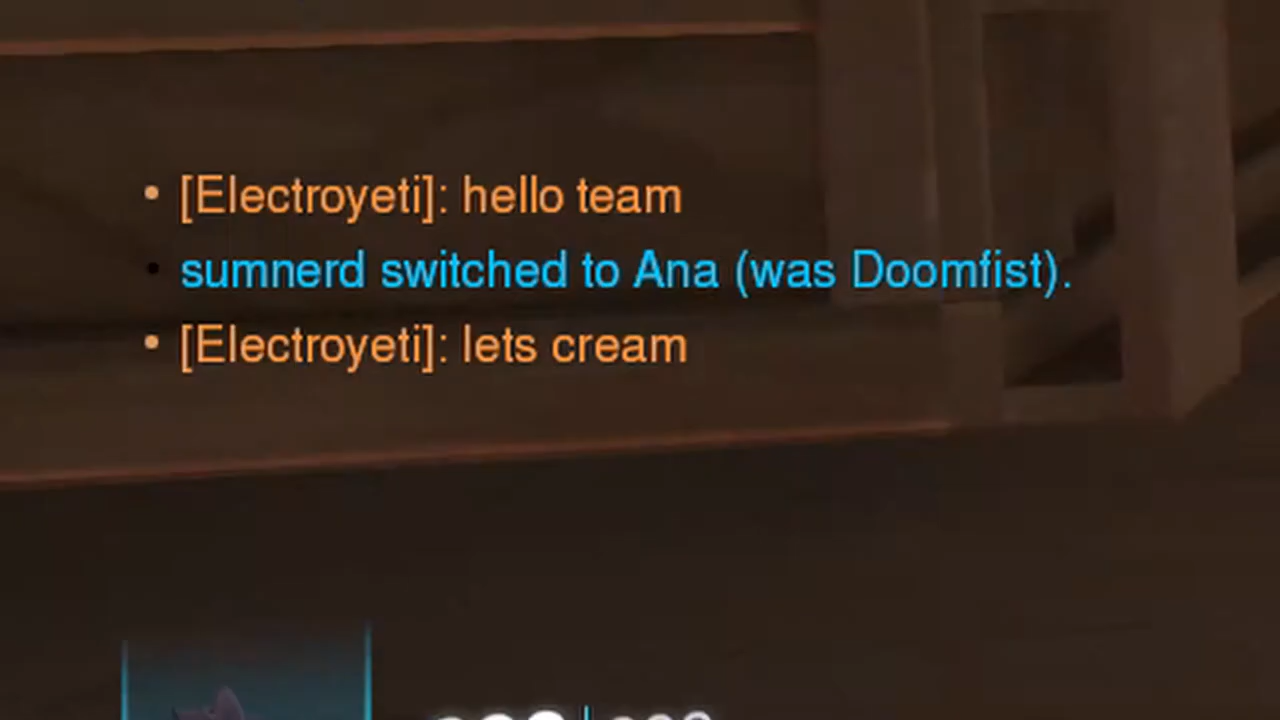 • [Electroyeti]: hello team
• sumnerd switched to Ana (was Doomfist).
• [Electroyeti]: lets cream